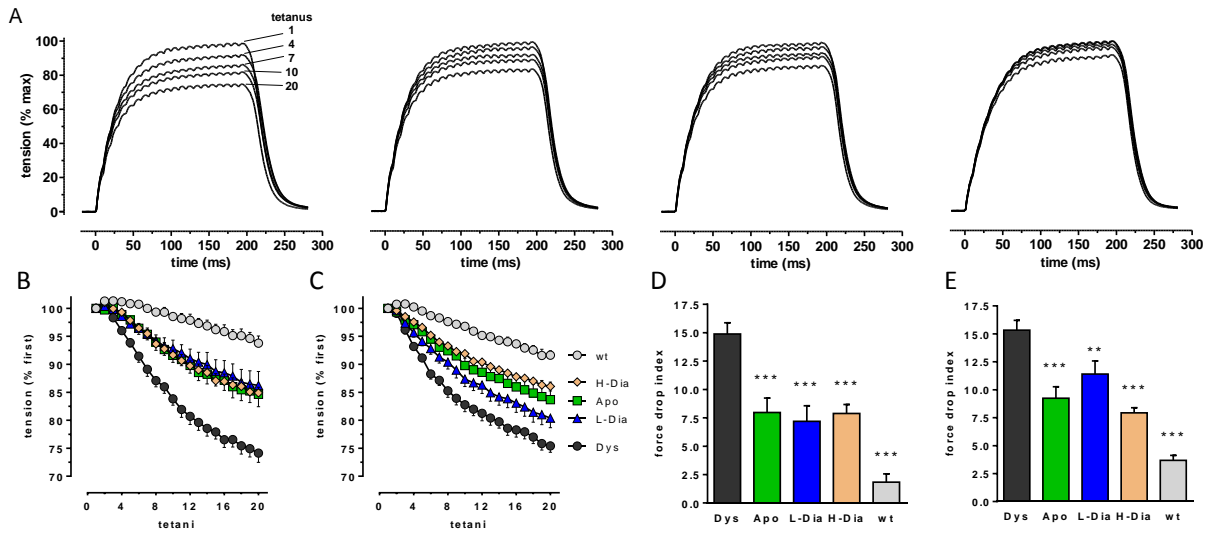 A
tetanus
1
4
7
10
20
tension (% max)
100
80
60
40
20
0
0 50 100 150 200 250 300
time (ms)
0 50 100 150 200 250 300
time (ms)
0 50 100 150 200 250 300
time (ms)
0 50 100 150 200 250 300
time (ms)
B
tension (% first)
100
95
90
85
80
75
70
0 4 8 12 16 20
tetani
C
tension (% first)
100
95
90
85
80
75
70
0 4 8 12 16 20
tetani
wt
H-Dia
Apo
L-Dia
Dys
D
force drop index
17.5
15.0
12.5
10.0
7.5
5.0
2.5
0.0
***
***
***
***
Dys Apo L-Dia H-Dia wt
E
force drop index
17.5
15.0
12.5
10.0
7.5
5.0
2.5
0.0
***
**
***
***
Dys Apo L-Dia H-Dia wt